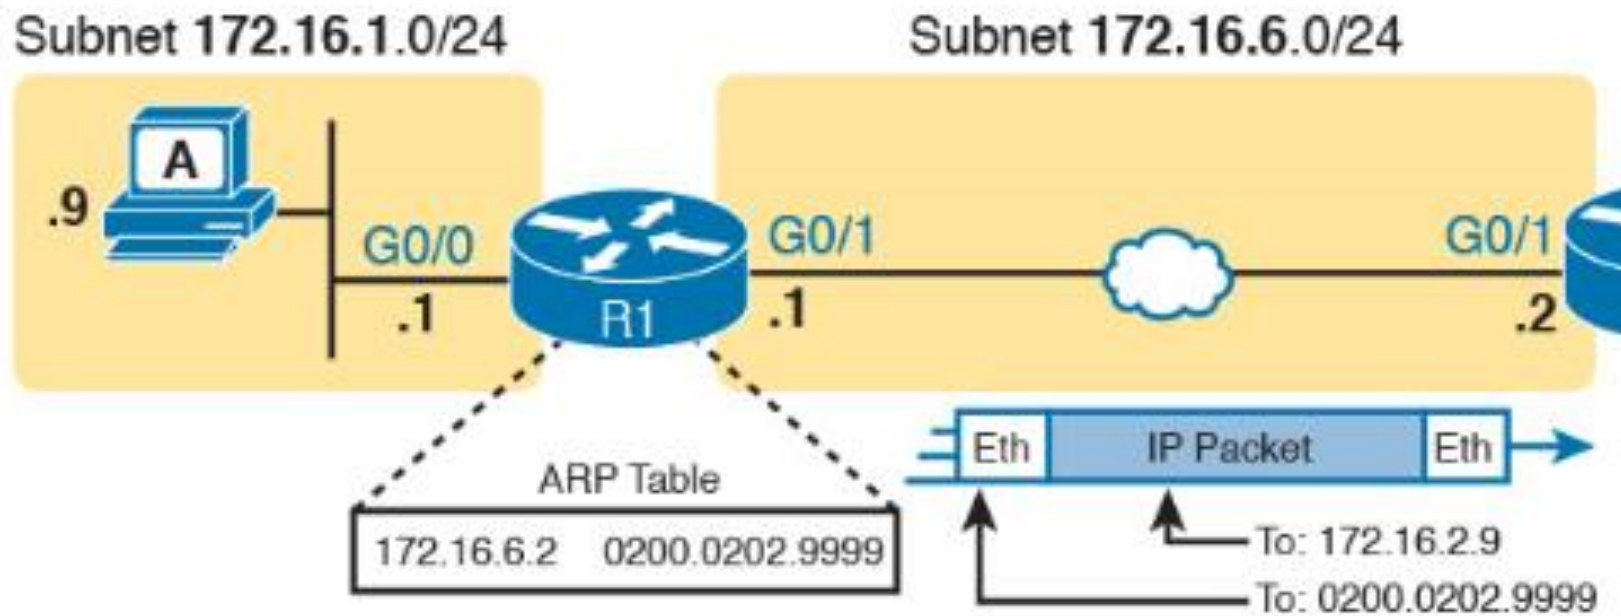 Subnet 172.16.1.0/24
Subnet 172.16.6.0/24
A
.9
G0/0
.1
R1
G0/1
.1
G0/1
.2
ARP Table
172.16.6.2 0200.0202.9999
Eth IP Packet Eth
To: 172.16.2.9
To: 0200.0202.9999